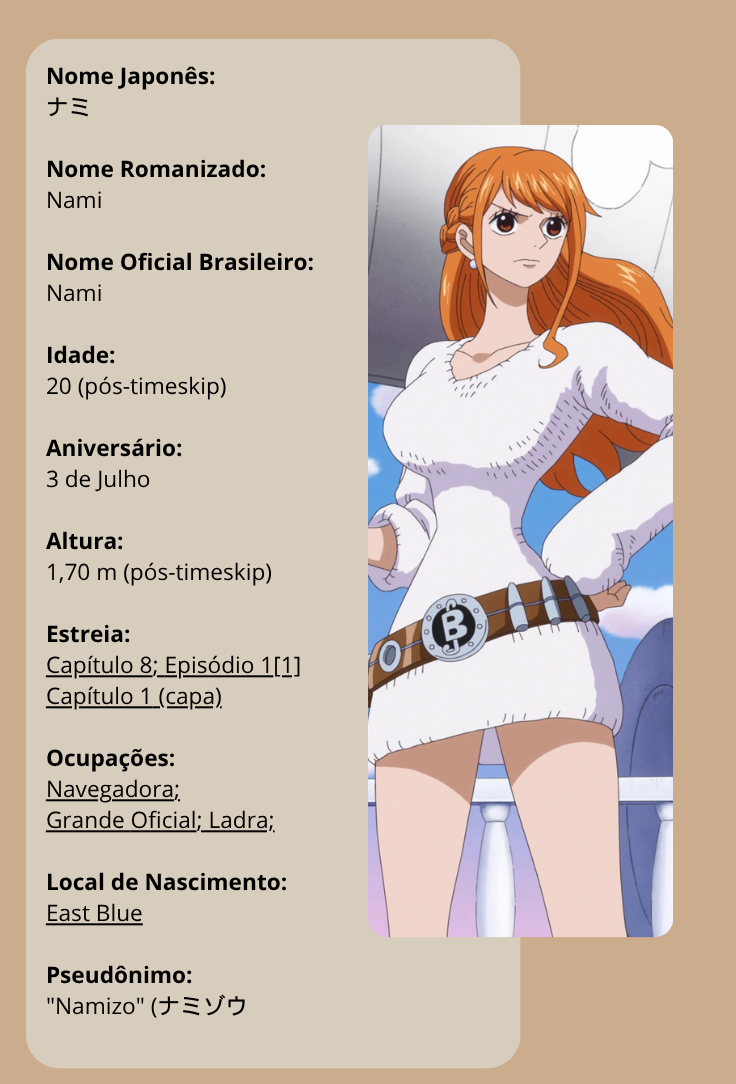 Nome Japonês:
ナミ
Nome Romanizado:
Nami
Nome Oficial Brasileiro:
Nami
Idade:
20 (pós-timeskip)
Aniversário:
3 de Julho
Altura:
1,70 m (pós-timeskip)
Estreia:
Capítulo 8; Episódio 1[1]
Capítulo 1 (capa)
Ocupações:
Navegadora;
Grande Oficial; Ladra;
Local de Nascimento:
East Blue
Pseudônimo:
"Namizo" (ナミゾウ
B